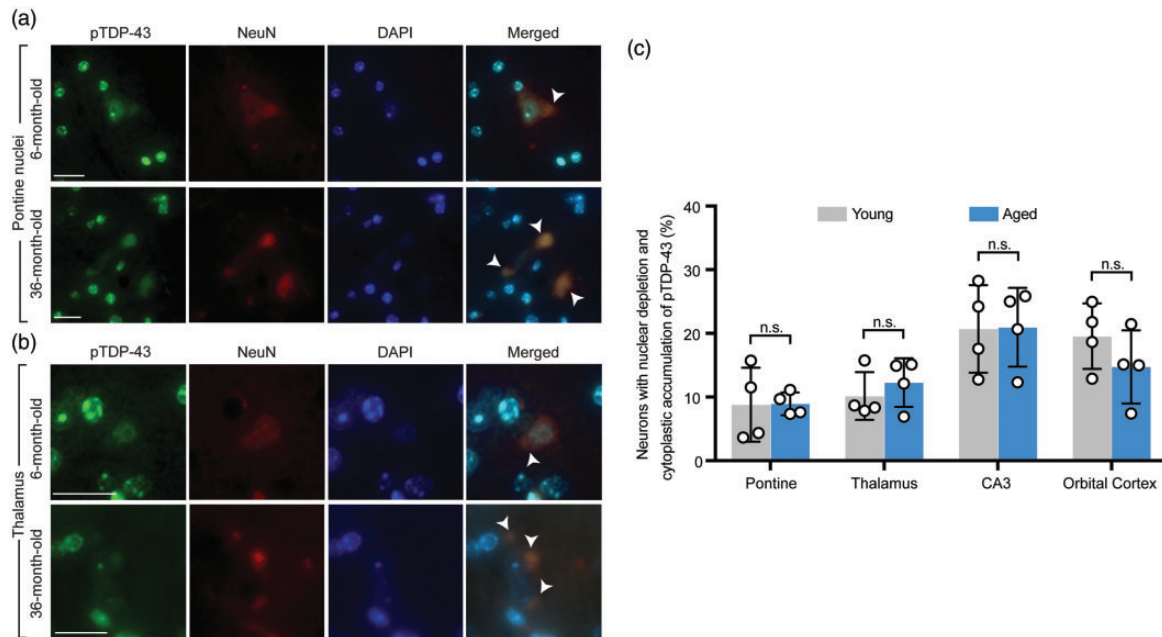 (a)
pTDP-43 NeuN DAPI Merged
Pontine nuclei
6-month-old
36-month-old
(b)
pTDP-43 NeuN DAPI Merged
Thalamus
6-month-old
36-month-old
(c)
Neurons with nuclear depletion and
cytoplastic accumulation of pTDP-43 (%)
40
30
20
10
0
Young Aged
n.s. n.s. n.s. n.s.
Pontine Thalamus CA3 Orbital Cortex